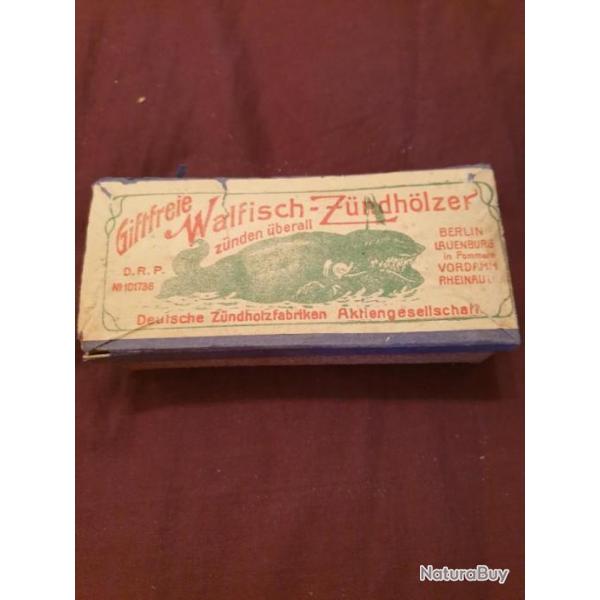 Giftfreie
Walfisch-Zündhölzer
zünden überall
D.R.P.
No 101736
BERLIN
LAUENBURG
in Pommern
VORDAMM
RHEINAU
Deutsche Zündholzfabriken Aktiengesellschaft
NaturaBuy